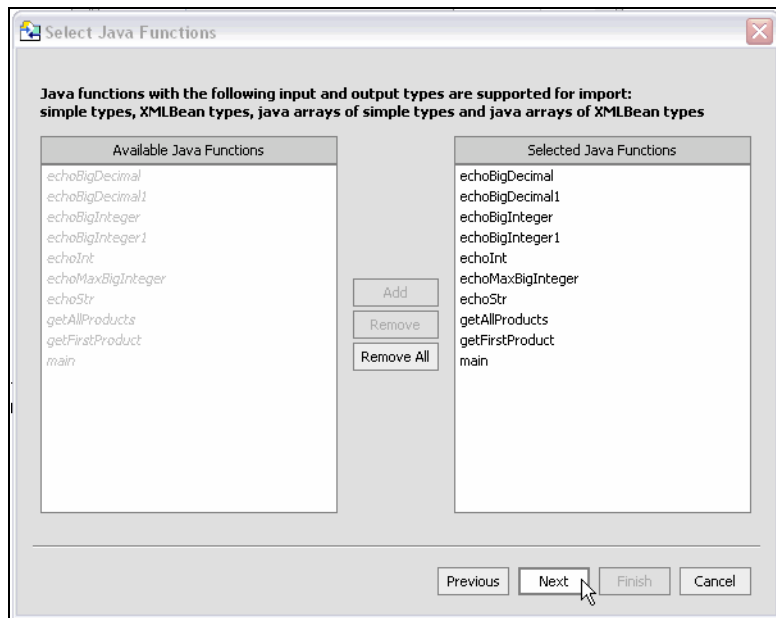 Select Java Functions
Java functions with the following input and output types are supported for import:
simple types, XMLBean types, java arrays of simple types and java arrays of XMLBean types
Available Java Functions
echoBigDecimal
echoBigDecimal1
echoBigInteger
echoBigInteger1
echoInt
echoMaxBigInteger
echoStr
getAllProducts
getFirstProduct
main
Add
Remove
Remove All
Selected Java Functions
echoBigDecimal
echoBigDecimal1
echoBigInteger
echoBigInteger1
echoInt
echoMaxBigInteger
echoStr
getAllProducts
getFirstProduct
main
Previous
Next
Finish
Cancel